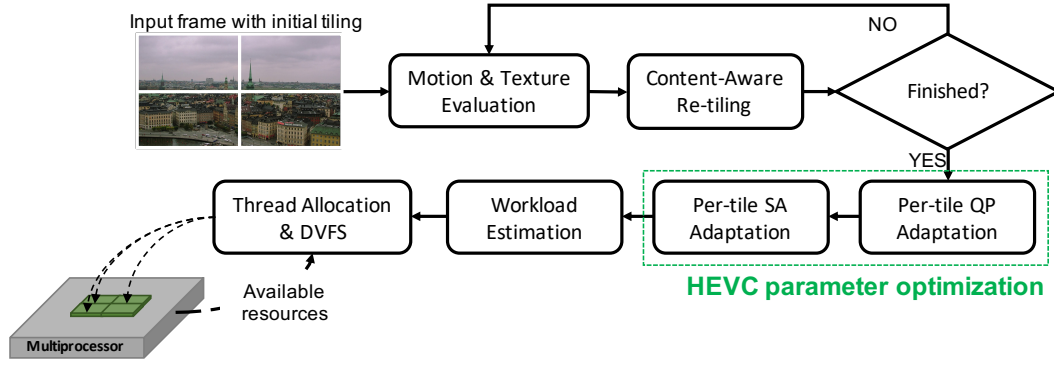 Input frame with initial tiling
NO
Motion & Texture
Evaluation
Content-Aware
Re-tiling
Finished?
YES
Thread Allocation
& DVFS
Workload
Estimation
Per-tile SA
Adaptation
Per-tile QP
Adaptation
HEVC parameter optimization
Available
resources
Multiprocessor